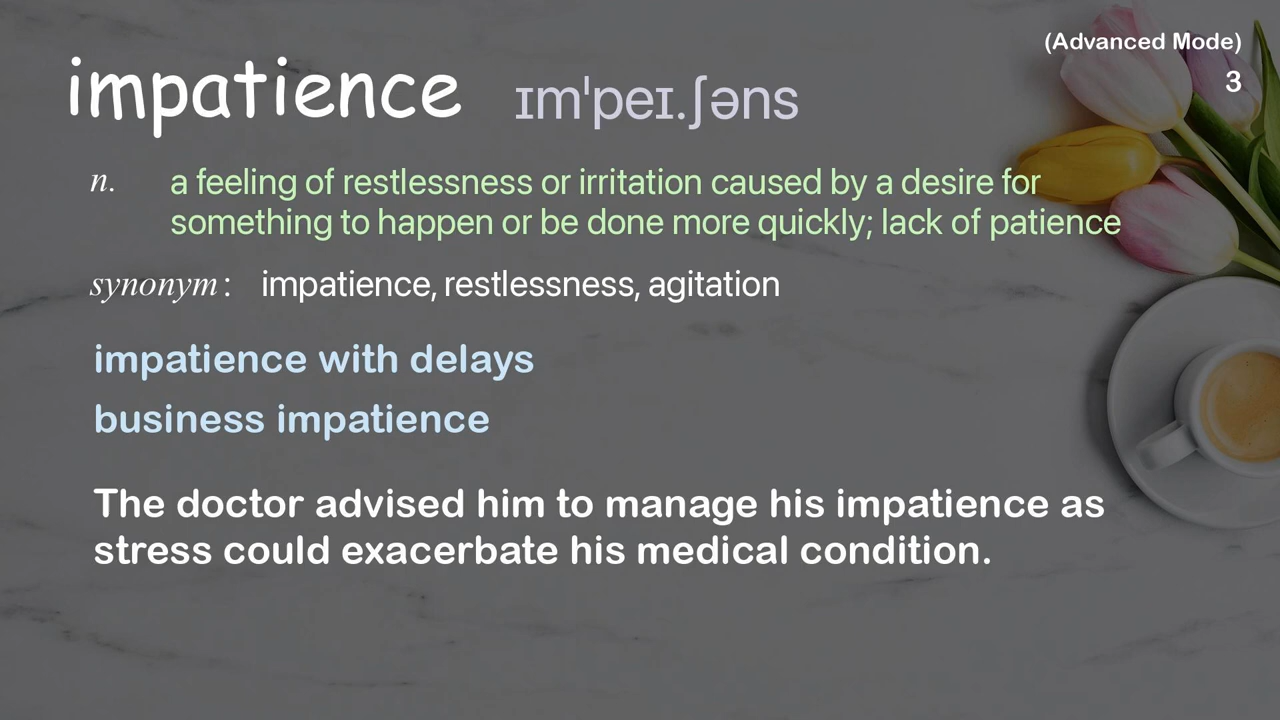 (Advanced Mode)
3
impatience ɪmˈpeɪ.ʃəns
n. a feeling of restlessness or irritation caused by a desire for
something to happen or be done more quickly; lack of patience
synonym: impatience, restlessness, agitation
impatience with delays
business impatience
The doctor advised him to manage his impatience as
stress could exacerbate his medical condition.